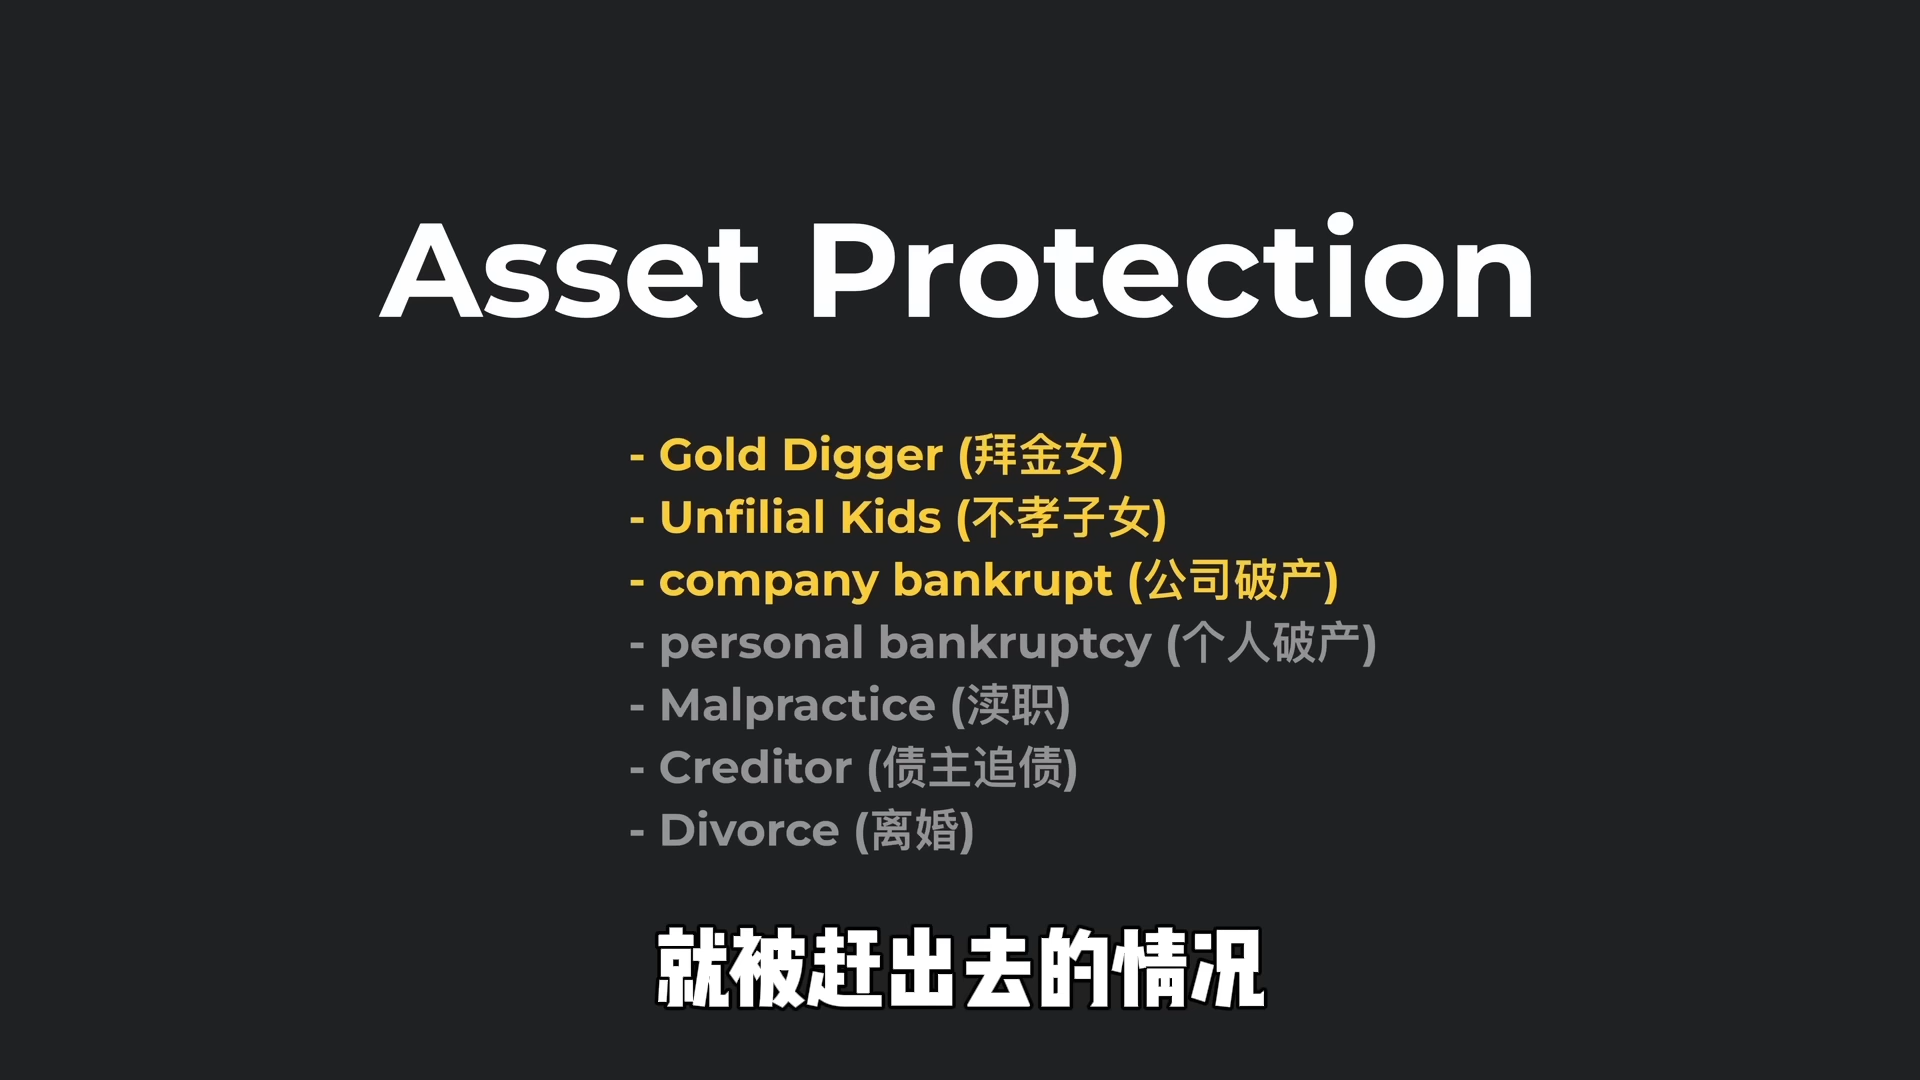 Asset Protection
- Gold Digger (拜金女)
- Unfilial Kids (不孝子女)
- company bankrupt (公司破产)
- personal bankruptcy (个人破产)
- Malpractice (渎职)
- Creditor (债主追债)
- Divorce (离婚)
就被赶出去的情况